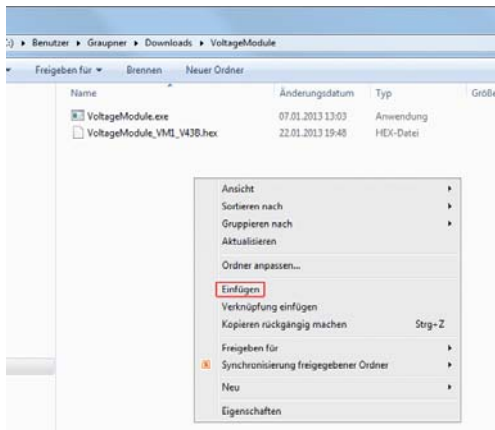 :) ▸ Benutzer ▸ Graupner ▸ Downloads ▸ VoltageModule
Freigeben für Brennen Neuer Ordner
Name Änderungsdatum Typ Größe
VoltageModule.exe 07.01.2013 13:03 Anwendung
VoltageModule_VM1_V43B.hex 22.01.2013 19:48 HEX-Datei
Ansicht
Sortieren nach
Gruppieren nach
Aktualisieren
Ordner anpassen...
Einfügen
Verknüpfung einfügen
Kopieren rückgängig machen Strg+Z
Freigeben für
Synchronisierung freigegebener Ordner
Neu
Eigenschaften